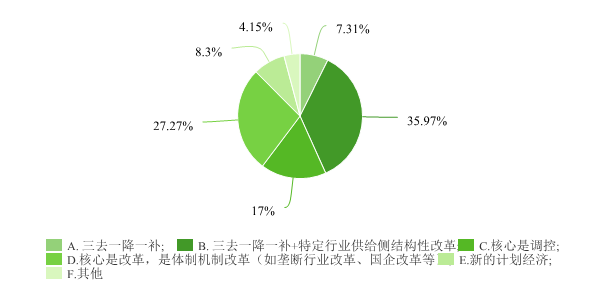 4.15%
7.31%
8.3%
35.97%
27.27%
17%
A. 三去一降一补;
B. 三去一降一补+特定行业供给侧结构性改革
C.核心是调控;
D.核心是改革，是体制机制改革（如垄断行业改革、国企改革等
E.新的计划经济;
F.其他